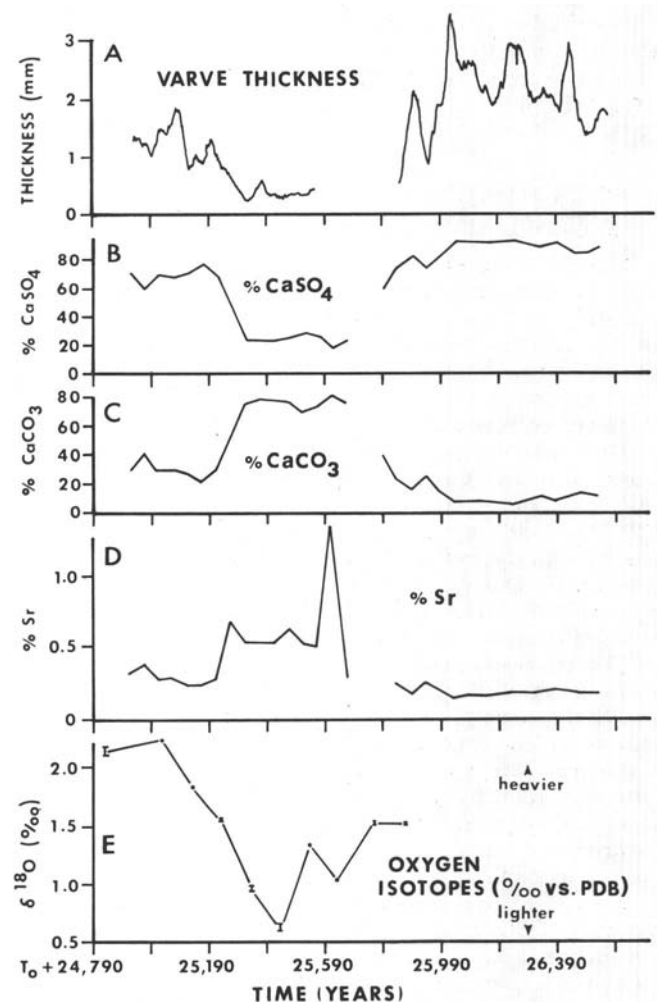 A
VARVE THICKNESS
THICKNESS (mm)
3
2
1
0
B
% CaSO4
% CaSO4
80
60
40
20
0
C
% CaCO3
% CaCO3
80
60
40
20
0
D
% Sr
% Sr
1.0
0.5
0
E
δ 18O (‰)
2.0
1.5
1.0
0.5
heavier
OXYGEN
ISOTOPES (‰ vs. PDB)
lighter
To + 24,790 25,190 25,590 25,990 26,390
TIME (YEARS)